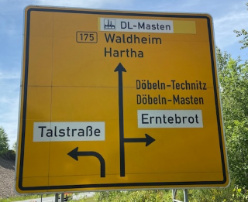 DL-Masten
175 Waldheim
Hartha
Döbeln-Technitz
Döbeln-Masten
Talstraße
Erntebrot